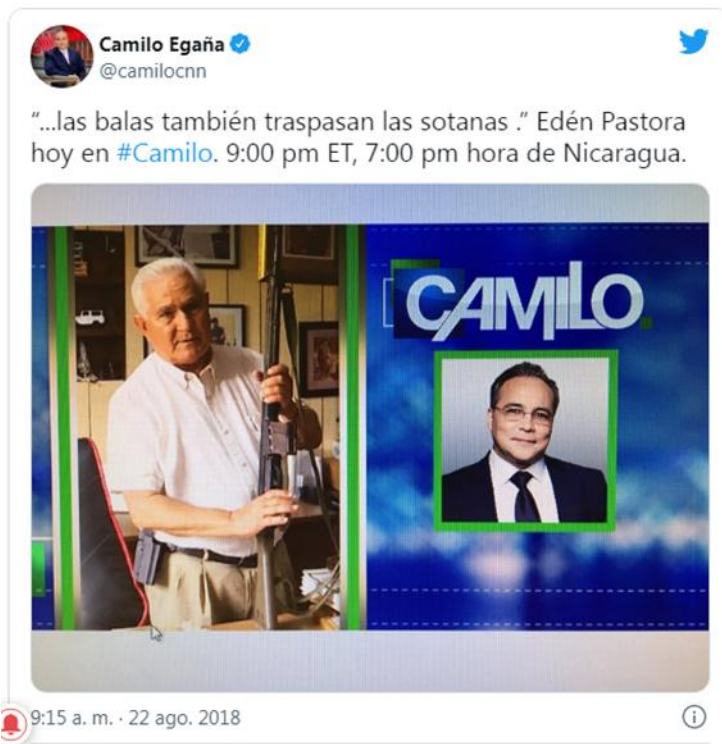 Camilo Egaña
@camilocnn
“...las balas también traspasan las sotanas .” Edén Pastora
hoy en #Camilo. 9:00 pm ET, 7:00 pm hora de Nicaragua.
CAMILO.
9:15 a. m. · 22 ago. 2018